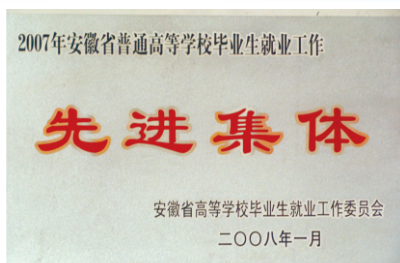 2007年安徽省普通高等学校毕业生就业工作
先进集体
安徽省高等学校毕业生就业工作委员会
二〇〇八年一月